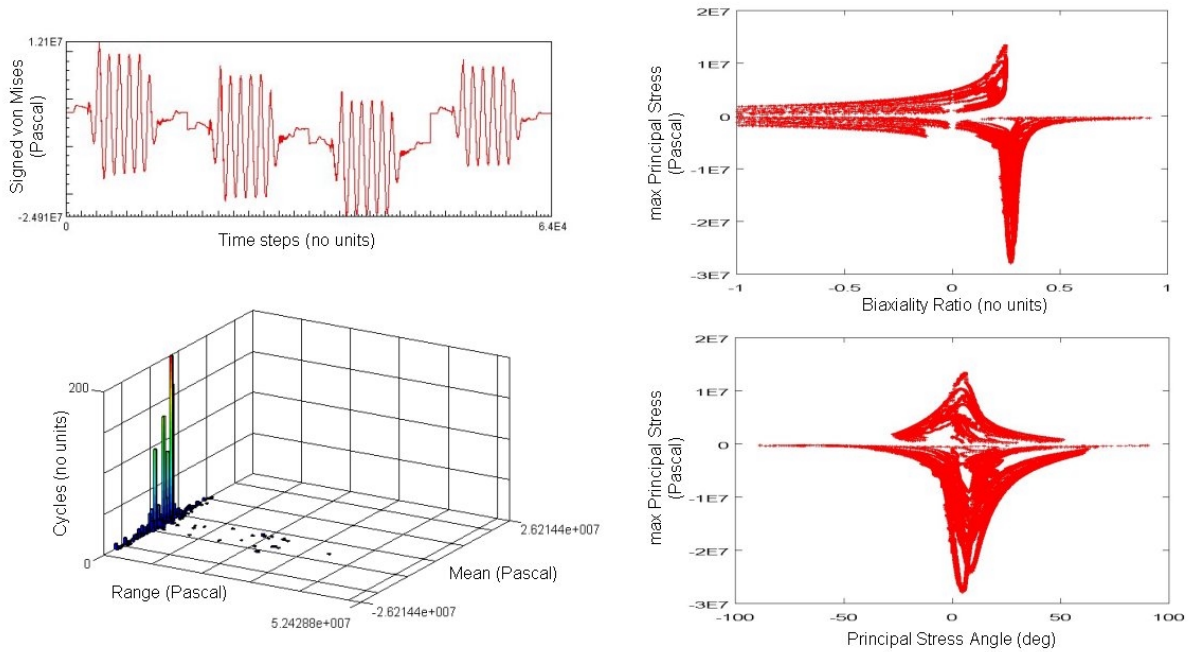 Signed von Mises
(Pascal)
1.21E7
-2.491E7
0
6.4E4
Time steps (no units)
max Principal Stress
(Pascal)
2E7
1E7
0
-1E7
-2E7
-3E7
-1
-0.5
0
0.5
1
Biaxiality Ratio (no units)
Cycles (no units)
200
0
Range (Pascal)
5.24288e+007
Mean (Pascal)
-2.62144e+007
2.62144e+007
max Principal Stress
(Pascal)
2E7
1E7
0
-1E7
-2E7
-3E7
-100
-50
0
50
100
Principal Stress Angle (deg)